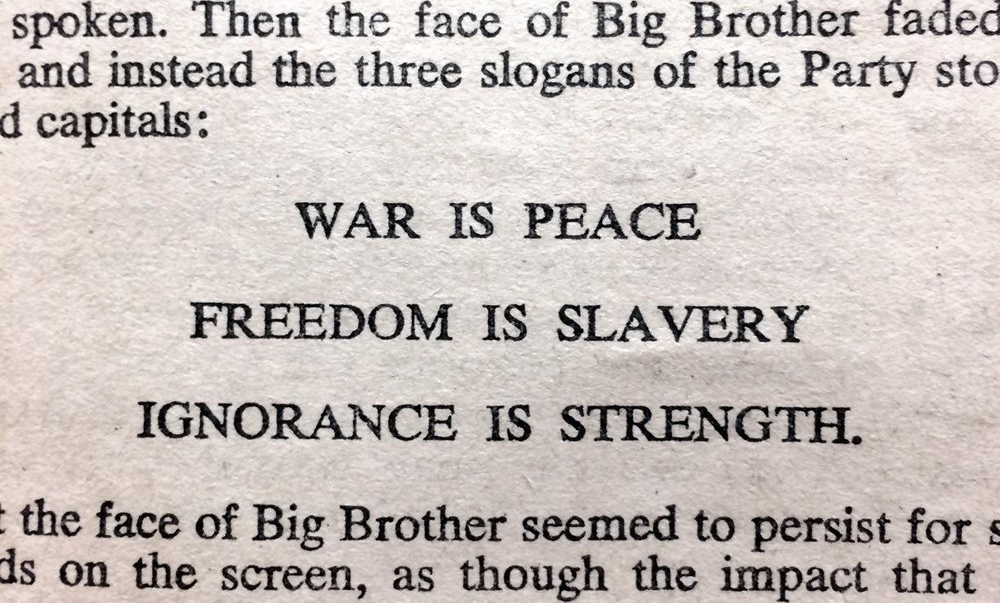 spoken. Then the face of Big Brother faded
and instead the three slogans of the Party sto
d capitals:
WAR IS PEACE
FREEDOM IS SLAVERY
IGNORANCE IS STRENGTH.
t the face of Big Brother seemed to persist for s
ds on the screen, as though the impact that